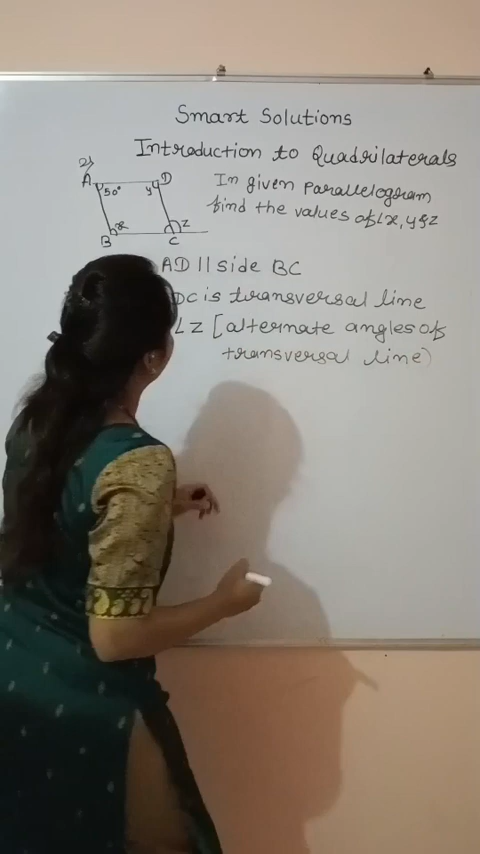 Smart Solutions
Introduction to Quadrilaterals
2)
A 50° y D
In given parallelogram
find the values of ∠x, y & z
x z
B C
AD || side BC
DC is transversal line
∠z [alternate angles of
transversal line)